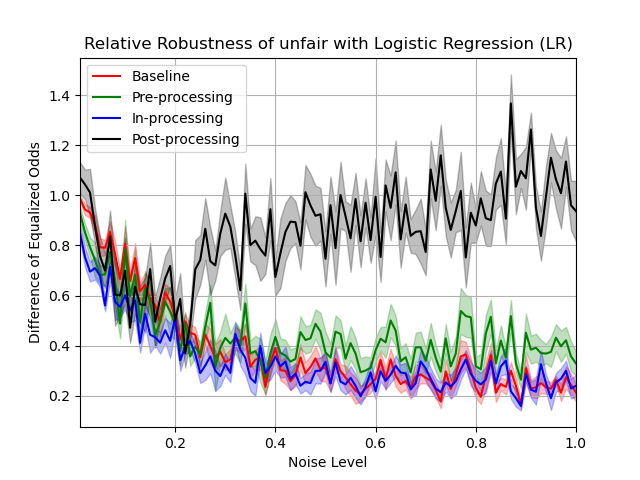 Relative Robustness of unfair with Logistic Regression (LR)
Baseline
Pre-processing
In-processing
Post-processing
Difference of Equalized Odds
1.4
1.2
1.0
0.8
0.6
0.4
0.2
0.2 0.4 0.6 0.8 1.0
Noise Level